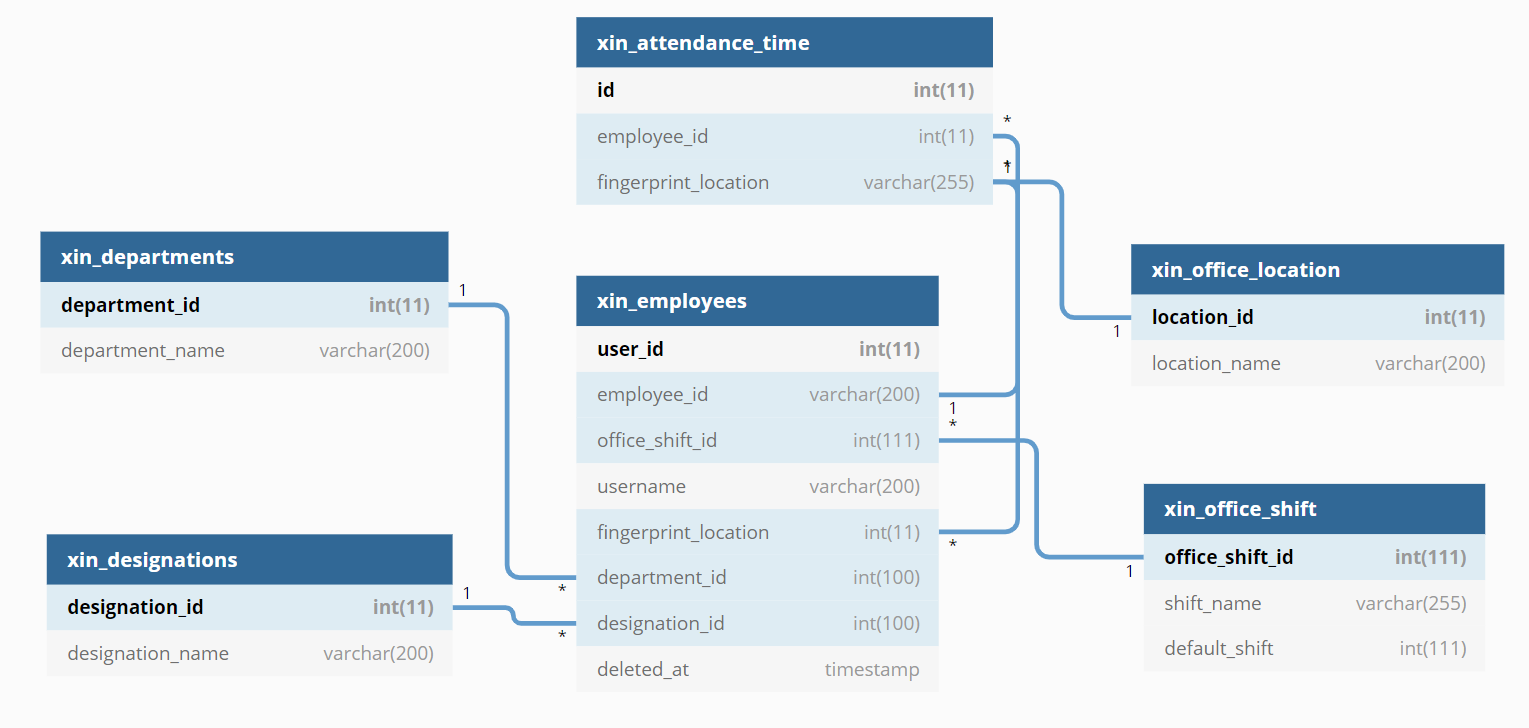 xin_attendance_time
id int(11)
employee_id int(11)
*
fingerprint_location varchar(255)
* 1
xin_departments
department_id int(11)
1
department_name varchar(200)
xin_employees
user_id int(11)
employee_id varchar(200)
1
office_shift_id int(111)
*
username varchar(200)
fingerprint_location int(11)
*
department_id int(100)
*
designation_id int(100)
*
deleted_at timestamp
xin_office_location
location_id int(11)
1
location_name varchar(200)
xin_designations
designation_id int(11)
1
designation_name varchar(200)
xin_office_shift
office_shift_id int(111)
1
shift_name varchar(255)
default_shift int(111)